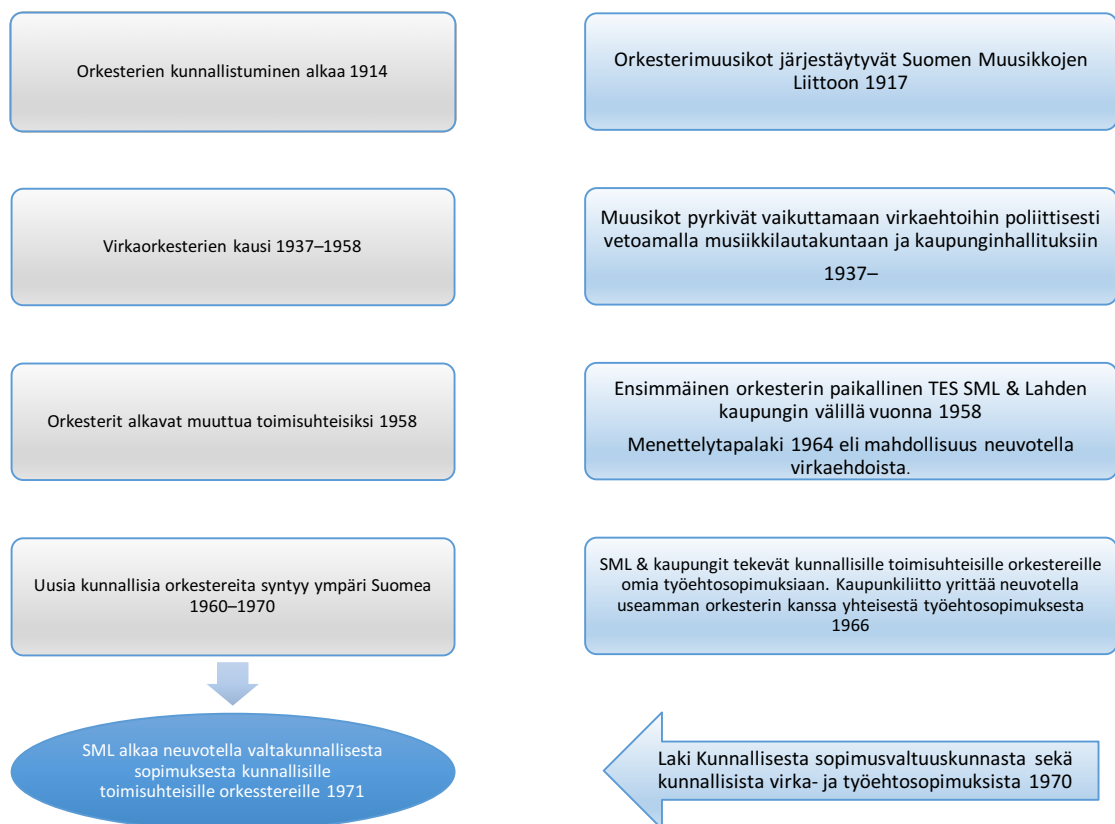 Orkesterien kunnallistuminen alkaa 1914
Orkesterimuusikot järjestäytyvät Suomen Muusikkojen
Liittoon 1917
Virkaorkesterien kausi 1937–1958
Muusikot pyrkivät vaikuttamaan virkaehtoihin poliittisesti
vetoamalla musiikkilautakuntaan ja kaupunginhallituksiin
1937–
Orkesterit alkavat muuttua toimisuhteisiksi 1958
Ensimmäinen orkesterin paikallinen TES SML & Lahden
kaupungin välillä vuonna 1958
Menettelytapalaki 1964 eli mahdollisuus neuvotella
virkaehdoista.
Uusia kunnallisia orkestereita syntyy ympäri Suomea
1960–1970
SML & kaupungit tekevät kunnallisille toimisuhteisille orkestereille
omia työehtosopimuksiaan. Kaupunkiliitto yrittää neuvotella
useamman orkesterin kanssa yhteisestä työehtosopimuksesta
1966
SML alkaa neuvotella valtakunnallisesta
sopimuksesta kunnallisille
toimisuhteisille orkesstereille 1971
Laki Kunnallisesta sopimusvaltuuskunnasta sekä
kunnallisista virka- ja työehtosopimuksista 1970